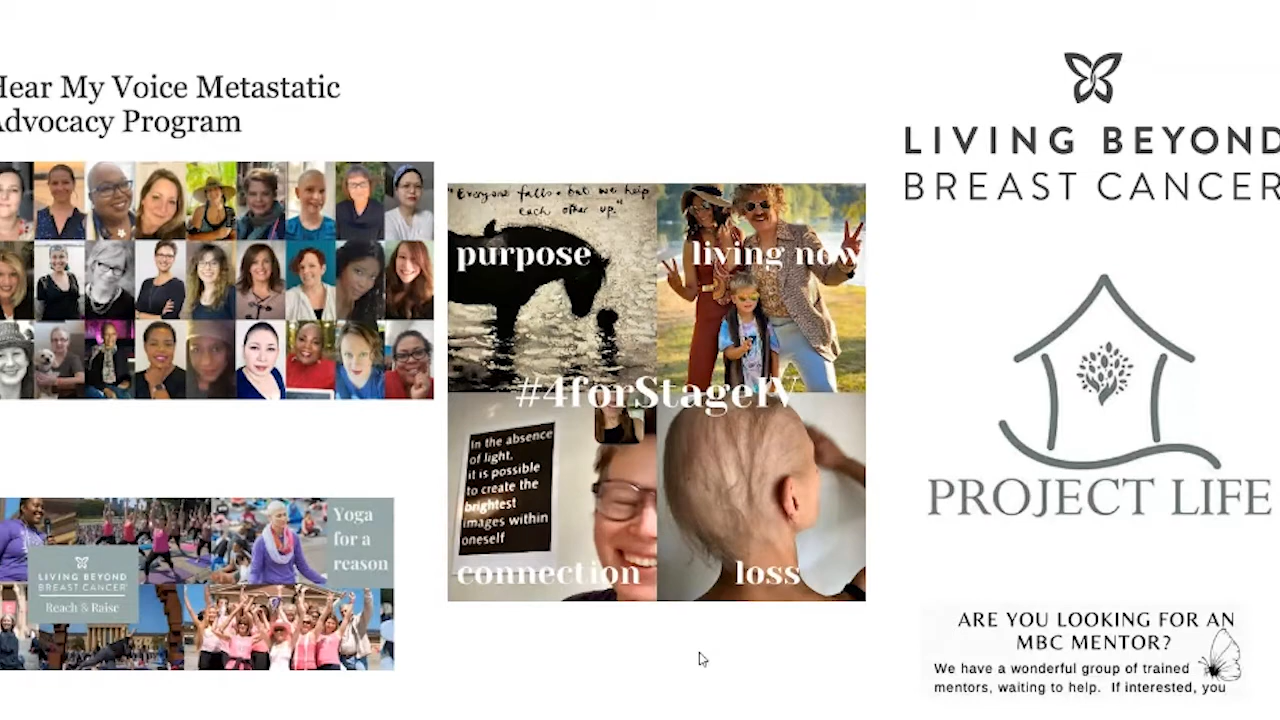 Hear My Voice Metastatic
Advocacy Program
"Everyone falls • but we help
each other up."
purpose
living now
#4forStageIV
In the absence
of light,
it is possible
to create the
brightest
images within
oneself
connection
loss
Yoga
for a
reason
LIVING BEYOND
BREAST CANCER
Reach & Raise
LIVING BEYOND
BREAST CANCER
PROJECT LIFE
ARE YOU LOOKING FOR AN
MBC MENTOR?
We have a wonderful group of trained
mentors, waiting to help. If interested, you